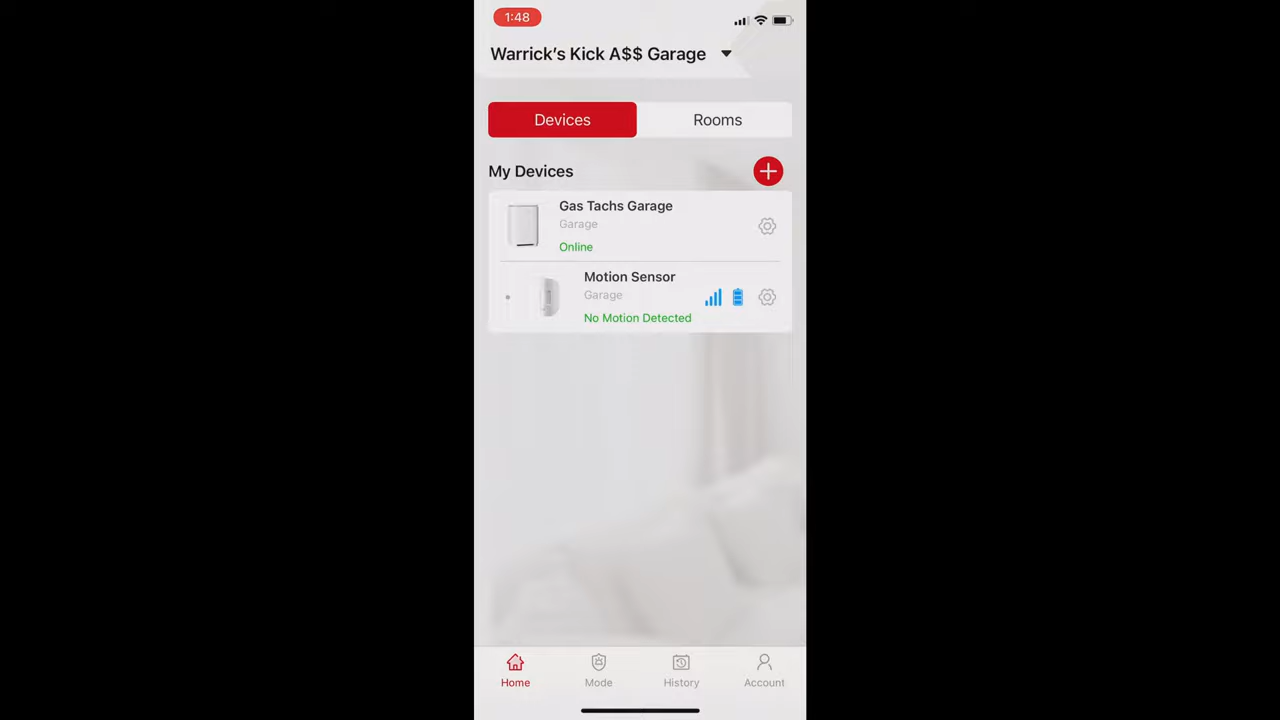 1:48
Warrick’s Kick A$$ Garage
Devices
Rooms
My Devices
Gas Tachs Garage
Garage
Online
Motion Sensor
Garage
No Motion Detected
Home
Mode
History
Account